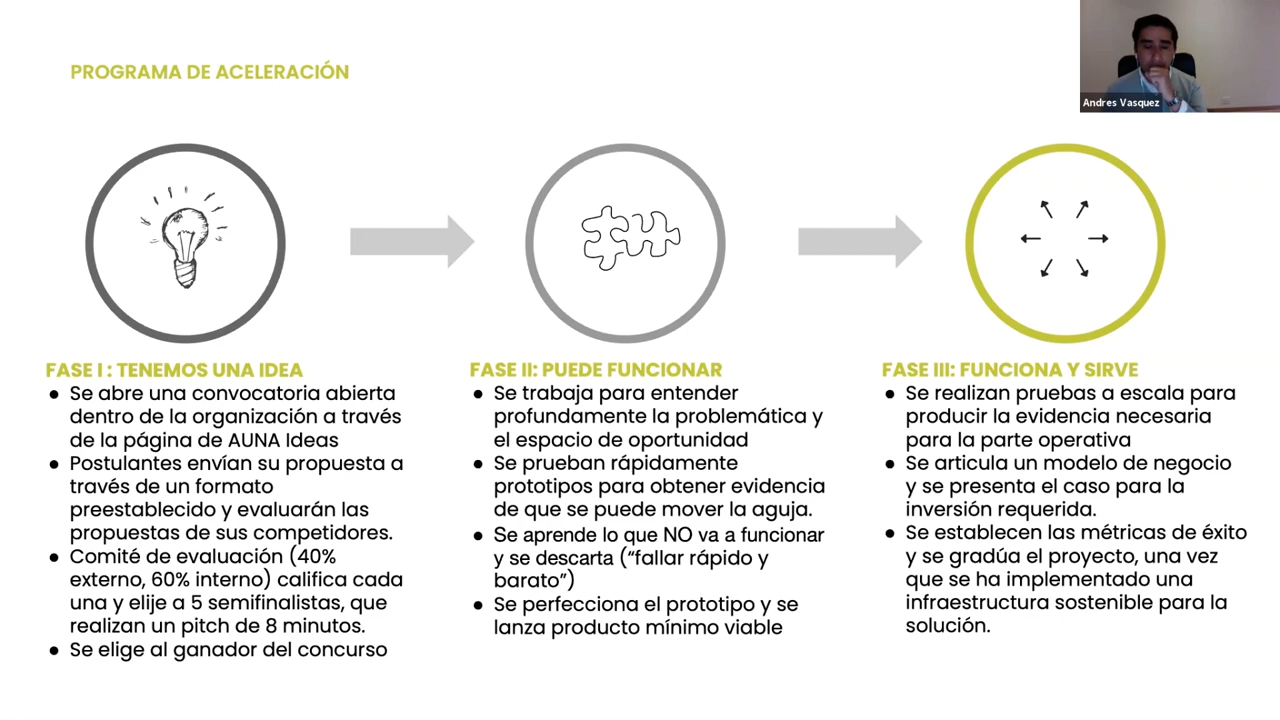 PROGRAMA DE ACELERACIÓN
Andres Vasquez
FASE I : TENEMOS UNA IDEA
● Se abre una convocatoria abierta
dentro de la organización a través
de la página de AUNA Ideas
● Postulantes envían su propuesta a
través de un formato
preestablecido y evaluarán las
propuestas de sus competidores.
● Comité de evaluación (40%
externo, 60% interno) califica cada
una y elije a 5 semifinalistas, que
realizan un pitch de 8 minutos.
● Se elige al ganador del concurso
FASE II: PUEDE FUNCIONAR
● Se trabaja para entender
profundamente la problemática y
el espacio de oportunidad
● Se prueban rápidamente
prototipos para obtener evidencia
de que se puede mover la aguja.
● Se aprende lo que NO va a funcionar
y se descarta (“fallar rápido y
barato”)
● Se perfecciona el prototipo y se
lanza producto mínimo viable
FASE III: FUNCIONA Y SIRVE
● Se realizan pruebas a escala para
producir la evidencia necesaria
para la parte operativa
● Se articula un modelo de negocio
y se presenta el caso para la
inversión requerida.
● Se establecen las métricas de éxito
y se gradúa el proyecto, una vez
que se ha implementado una
infraestructura sostenible para la
solución.